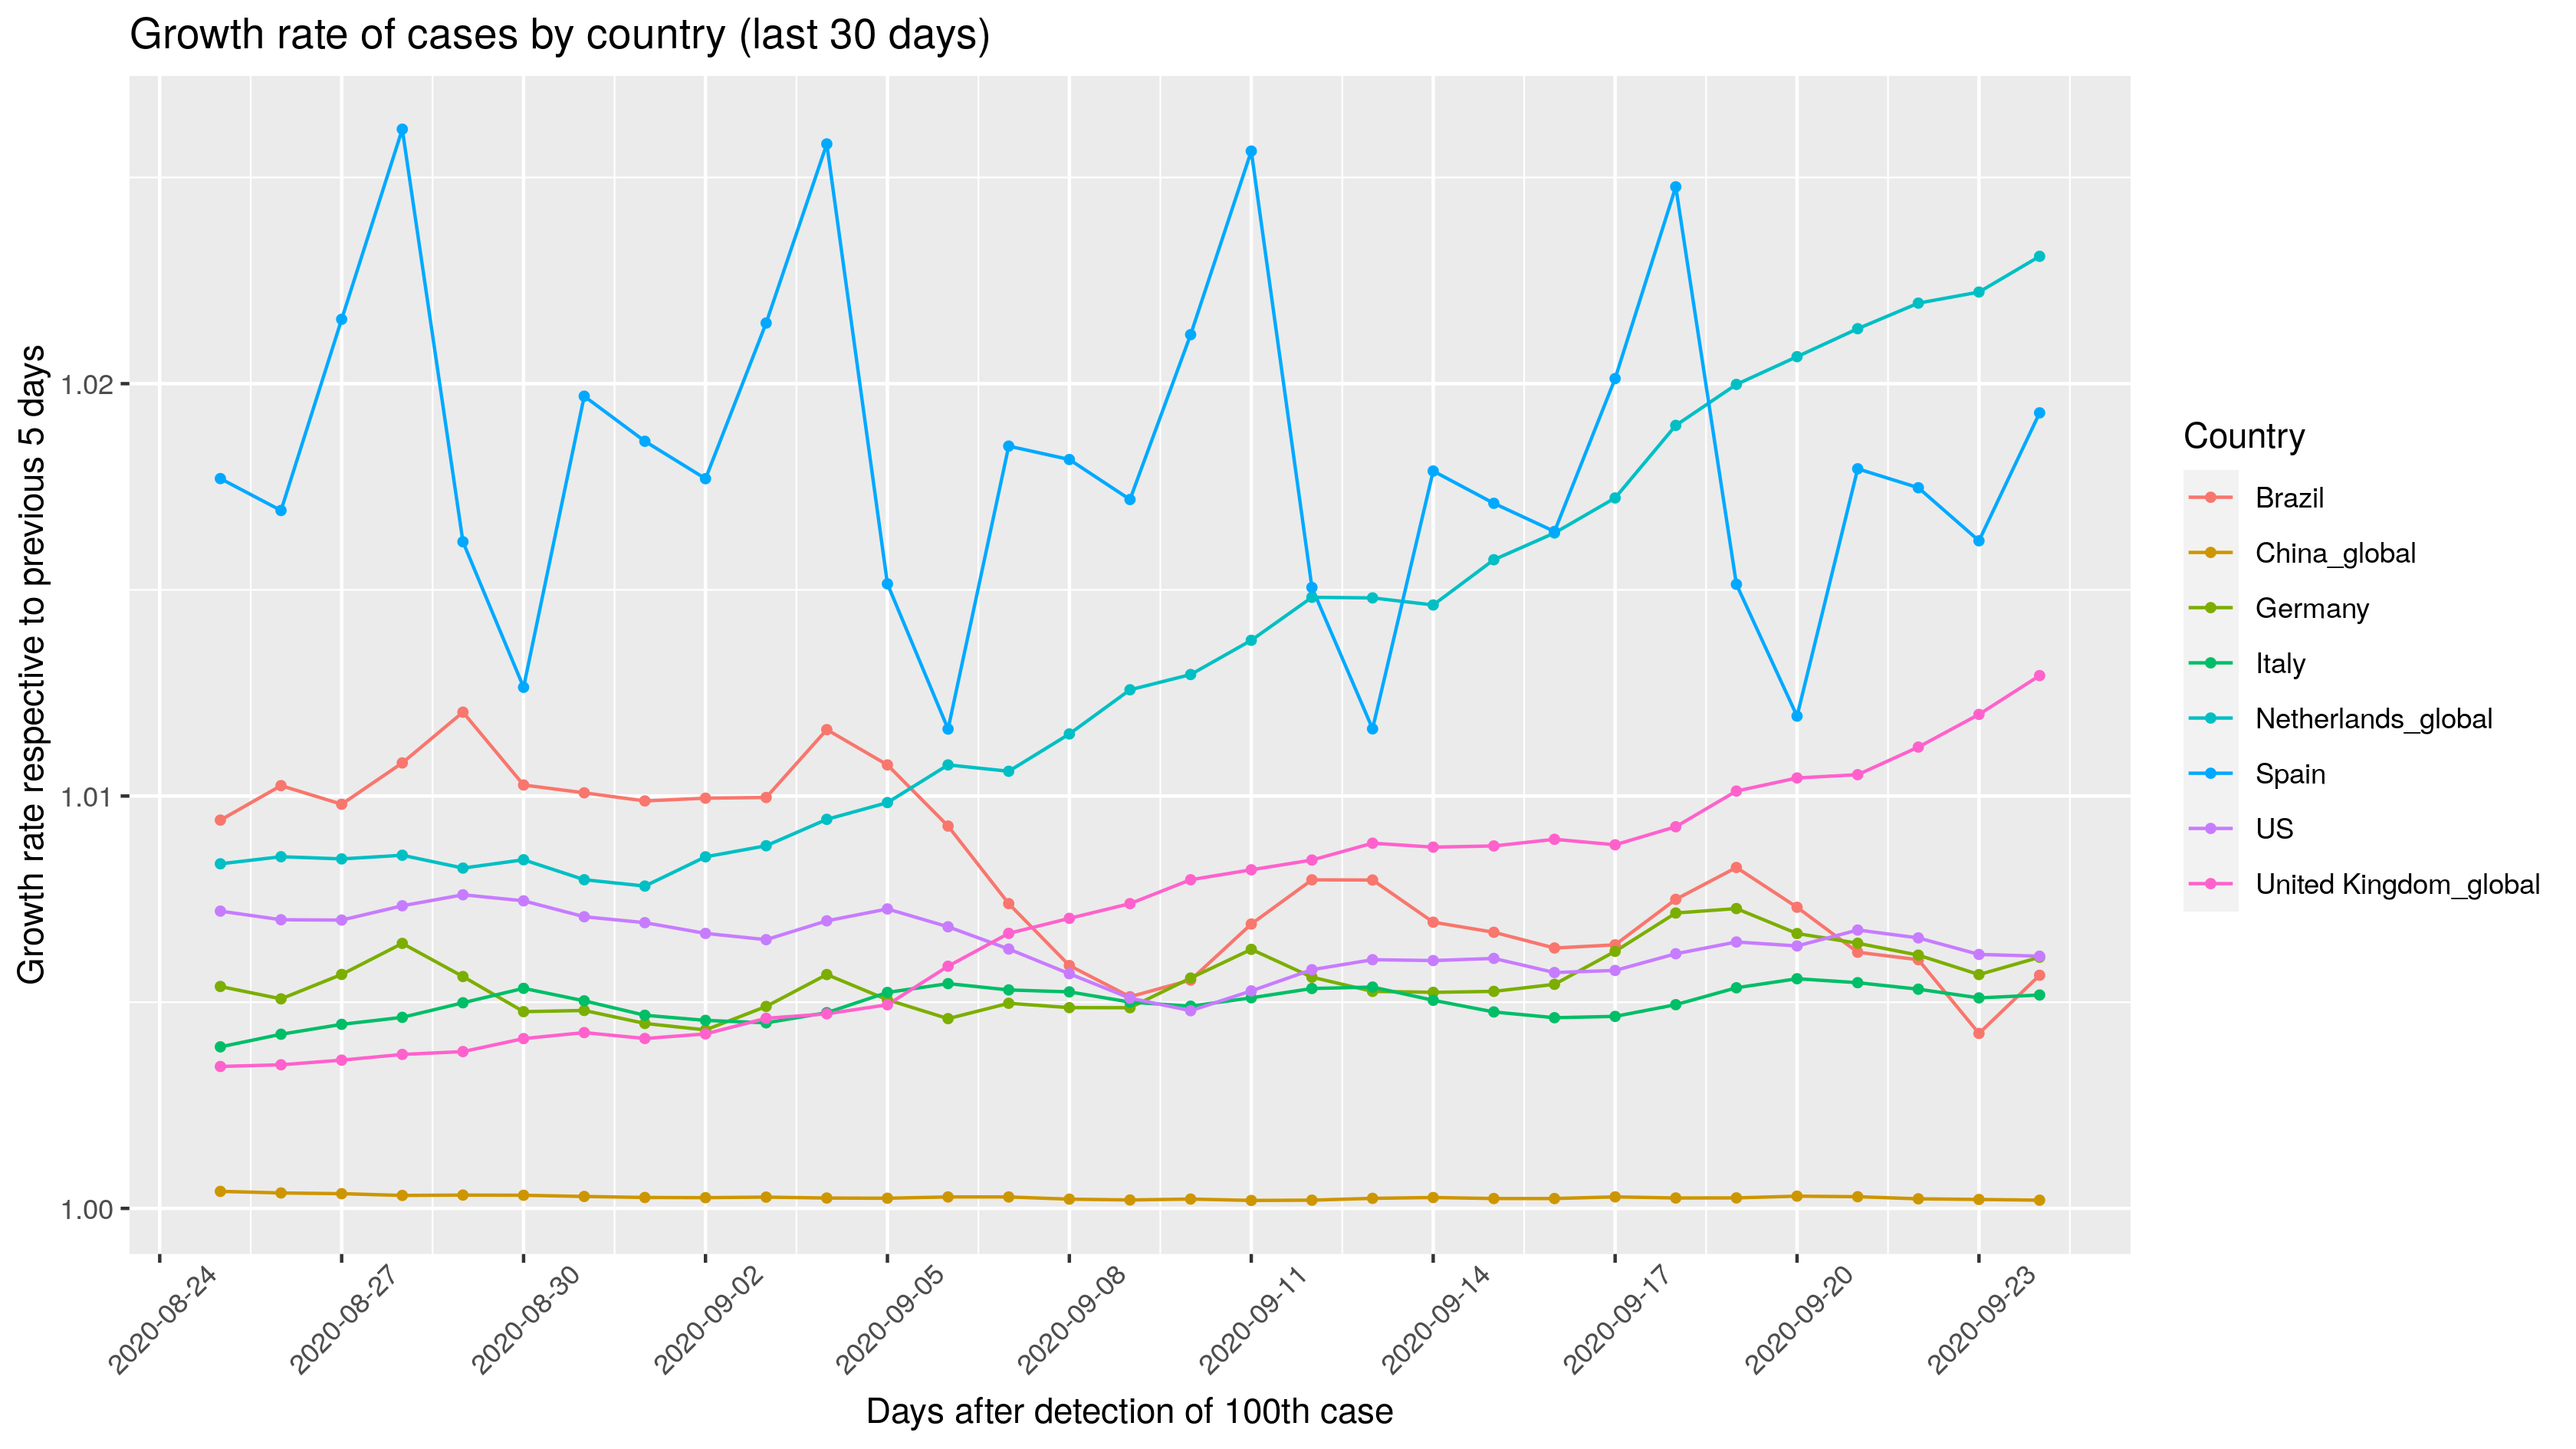 Growth rate of cases by country (last 30 days)
Growth rate respective to previous 5 days
1.02
1.01
1.00
2020-08-24
2020-08-27
2020-08-30
2020-09-02
2020-09-05
2020-09-08
2020-09-11
2020-09-14
2020-09-17
2020-09-20
2020-09-23
Days after detection of 100th case
Country
Brazil
China_global
Germany
Italy
Netherlands_global
Spain
US
United Kingdom_global